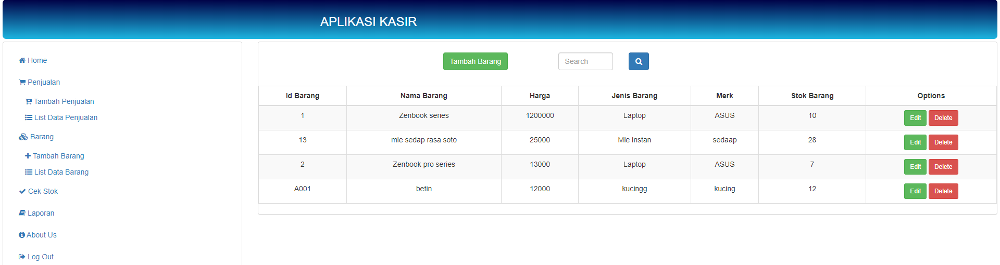 APLIKASI KASIR
Home
Penjualan
Tambah Penjualan
List Data Penjualan
Barang
Tambah Barang
List Data Barang
Cek Stok
Laporan
About Us
Log Out
Tambah Barang Search
Id Barang Nama Barang Harga Jenis Barang Merk Stok Barang Options
1 Zenbook series 1200000 Laptop ASUS 10 Edit Delete
13 mie sedap rasa soto 25000 Mie instan sedaap 28 Edit Delete
2 Zenbook pro series 13000 Laptop ASUS 7 Edit Delete
A001 betin 12000 kucingg kucing 12 Edit Delete